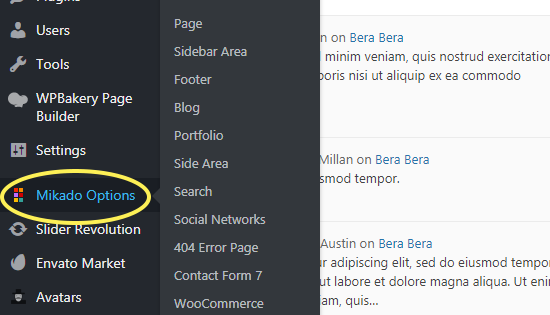 Users
Tools
WPBakery Page
Builder
Settings
Mikado Options
Slider Revolution
Envato Market
Avatars
Page
Sidebar Area
Footer
Blog
Portfolio
Side Area
Search
Social Networks
404 Error Page
Contact Form 7
WooCommerce
on Bera Bera
minim veniam, quis nostrud exercitation
nisi ut aliquip ex ea commodo
Millan on Bera Bera
tempor.
Austin on Bera Bera
adipiscing elit, sed do eiusmod tempor
ut labore et dolore magna aliqua. Ut enim
quis...